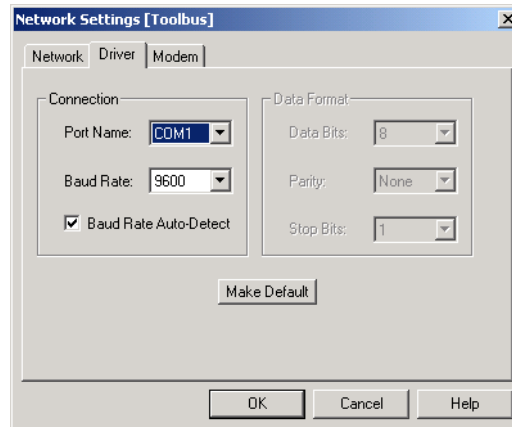 Network Settings [Toolbus]
Network Driver Modem
Connection
Port Name: COM1
Baud Rate: 9600
Baud Rate Auto-Detect
Data Format
Data Bits: 8
Parity: None
Stop Bits: 1
Make Default
OK Cancel Help